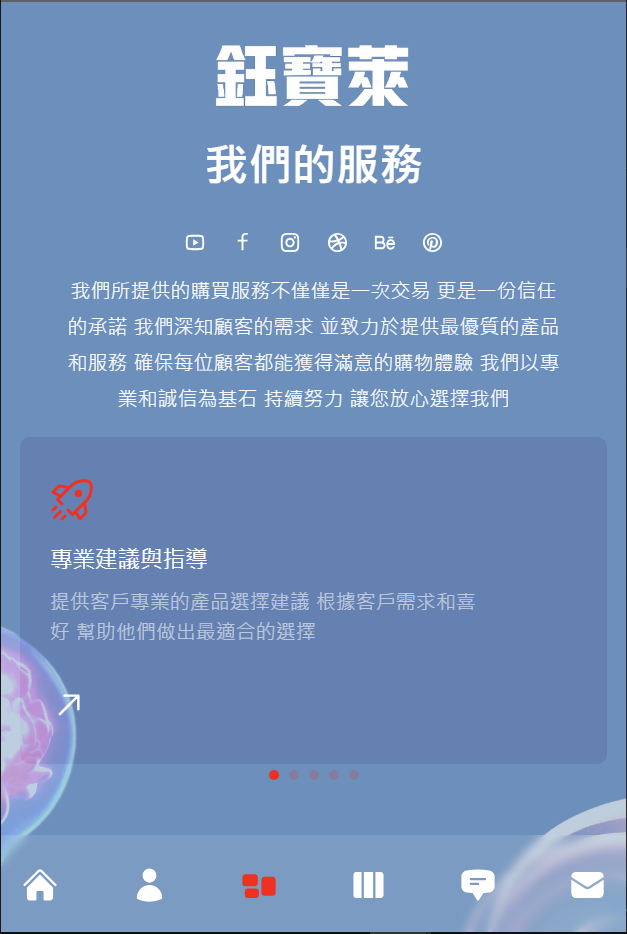 鈺寶萊
我們的服務
我們所提供的購買服務不僅僅是一次交易 更是一份信任
的承諾 我們深知顧客的需求 並致力於提供最優質的產品
和服務 確保每位顧客都能獲得滿意的購物體驗 我們以專
業和誠信為基石 持續努力 讓您放心選擇我們
專業建議與指導
提供客戶專業的產品選擇建議 根據客戶需求和喜
好 幫助他們做出最適合的選擇